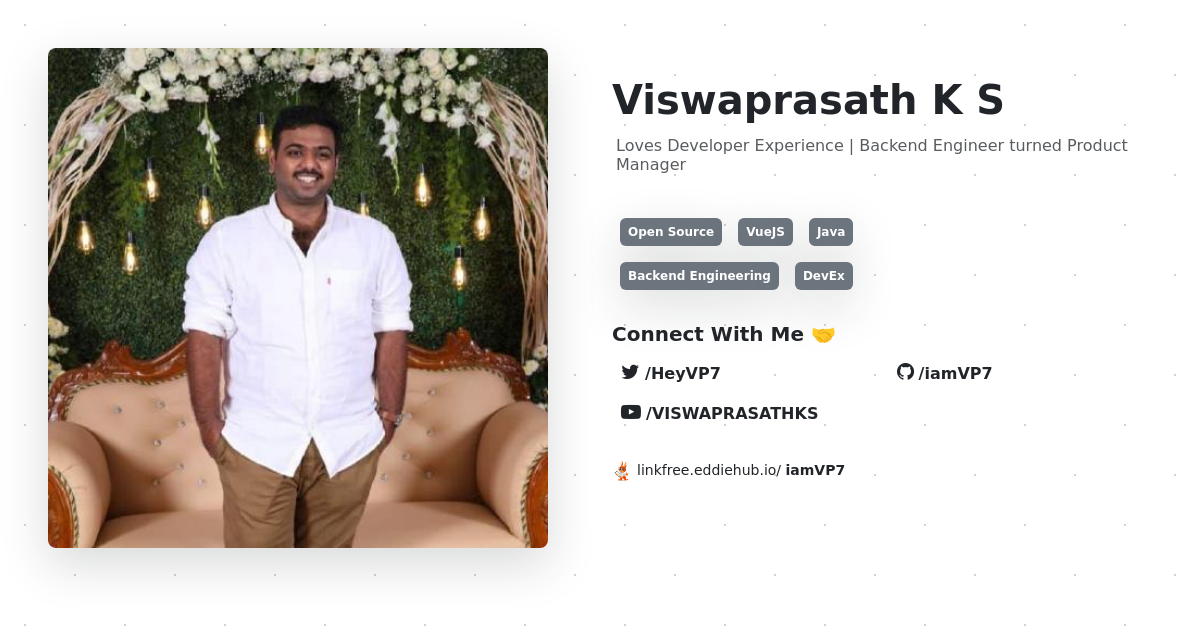 Viswaprasath K S
Loves Developer Experience | Backend Engineer turned Product
Manager
Open Source VueJS Java
Backend Engineering DevEx
Connect With Me 🤝
/HeyVP7 /iamVP7
/VISWAPRASATHKS
linkfree.eddiehub.io/ iamVP7